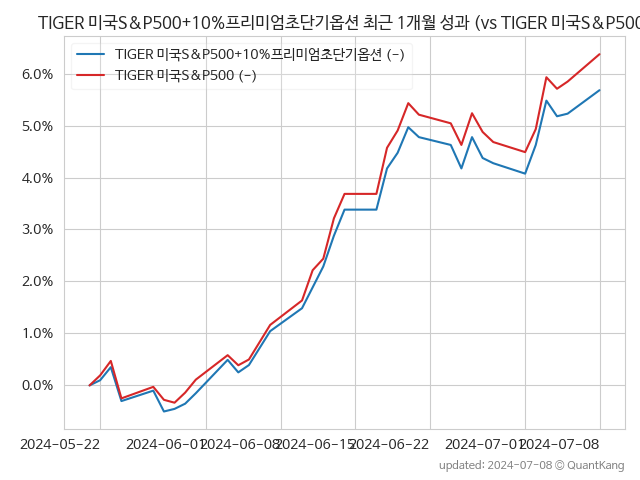 TIGER 미국S&P500+10%프리미엄초단기옵션 최근 1개월 성과 (vs TIGER 미국S&P500
TIGER 미국S&P500+10%프리미엄초단기옵션 (-)
TIGER 미국S&P500 (-)
6.0%
5.0%
4.0%
3.0%
2.0%
1.0%
0.0%
2024-05-22 2024-06-01 2024-06-08 2024-06-15 2024-06-22 2024-07-01 2024-07-08
updated: 2024-07-08 © QuantKang